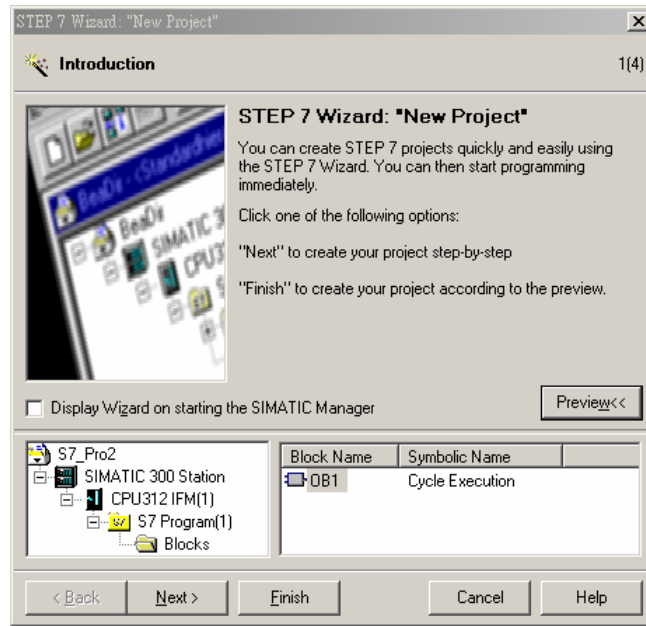 STEP 7 Wizard: "New Project"
Introduction
1(4)
BeaDir - <Standardhier
BeaDir
SIMATIC 3
CPU3
STEP 7 Wizard: "New Project"
You can create STEP 7 projects quickly and easily using
the STEP 7 Wizard. You can then start programming
immediately.
Click one of the following options:
"Next" to create your project step-by-step
"Finish" to create your project according to the preview.
Display Wizard on starting the SIMATIC Manager
Preview<<
S7_Pro2
SIMATIC 300 Station
CPU312 IFM(1)
S7 Program(1)
Blocks
Block Name Symbolic Name
OB1 Cycle Execution
< Back Next > Finish Cancel Help